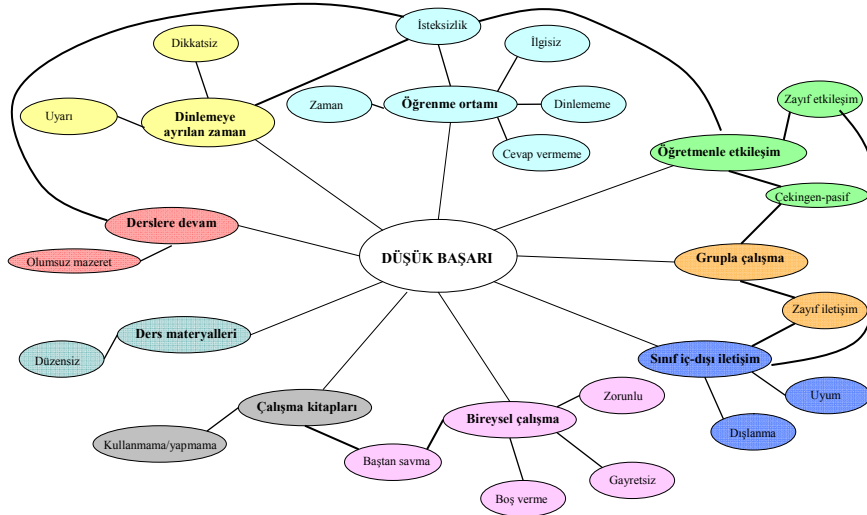 İsteksizlik
Dikkatsiz
İlgisiz
Zayıf etkileşim
Zaman
Öğrenme ortamı
Dinlememe
Uyarı
Dinlemeye
ayrılan zaman
Cevap vermeme
Öğretmenle etkileşim
Çekingen-pasif
Derslere devam
Olumsuz mazeret
DÜŞÜK BAŞARI
Grupla çalışma
Zayıf iletişim
Ders materyalleri
Düzensiz
Sınıf iç-dışı iletişim
Uyum
Dışlanma
Çalışma kitapları
Kullanmama/yapmama
Bireysel çalışma
Zorunlu
Baştan savma
Gayretsiz
Boş verme